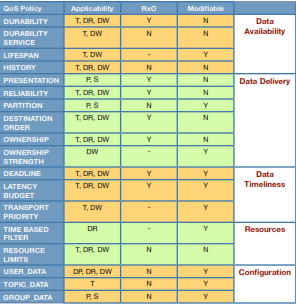 QoS Policy Applicability RxO Modifiable
DURABILITY T, DR, DW Y N Data
Availability
DURABILITY
SERVICE T, DW N N
LIFESPAN T, DW - Y
HISTORY T, DR, DW N N
PRESENTATION P, S Y N Data Delivery
RELIABILITY T, DR, DW Y N
PARTITION P, S N Y
DESTINATION
ORDER T, DR, DW Y N
OWNERSHIP T, DR, DW Y N
OWNERSHIP
STRENGTH DW - Y
DEADLINE T, DR, DW Y Y Data
Timeliness
LATENCY
BUDGET T, DR, DW Y Y
TRANSPORT
PRIORITY T, DW - Y
TIME BASED
FILTER DR - Y Resources
RESOURCE
LIMITS T, DR, DW N N
USER_DATA DP, DR, DW N Y Configuration
TOPIC_DATA T N Y
GROUP_DATA P, S N Y